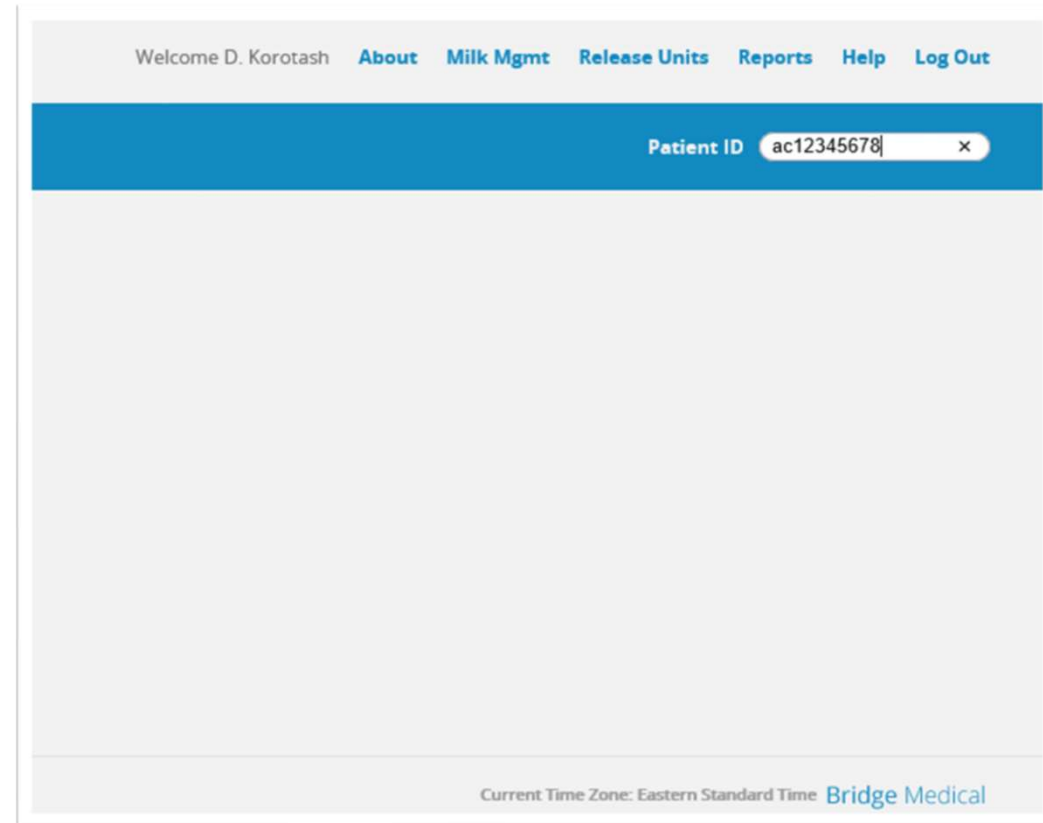 Welcome D. Korotash About Milk Mgmt Release Units Reports Help Log Out
Patient ID ac12345678 ×
Current Time Zone: Eastern Standard Time Bridge Medical